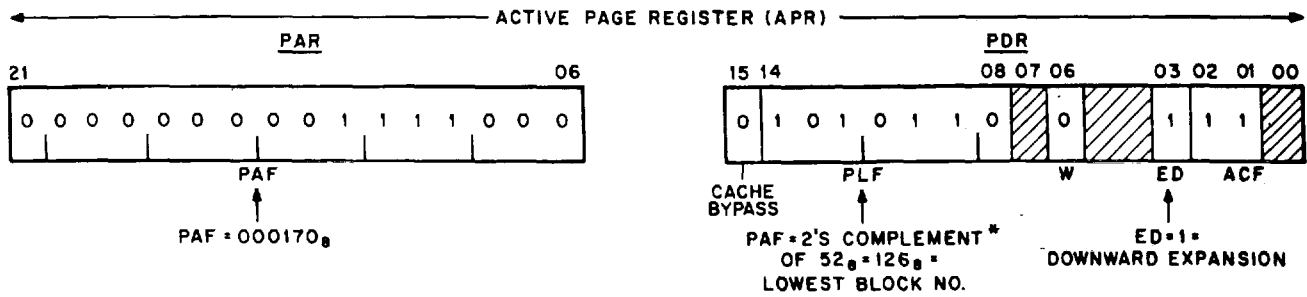 ACTIVE PAGE REGISTER (APR)
PAR
PDR
21 06
15 14 08 07 06 03 02 01 00
0 0 0 0 0 0 0 0 0 1 1 1 1 0 0 0
0 1 0 1 0 1 1 0 0 1 1 1
PAF
CACHE BYPASS
PLF
W
ED
ACF
PAF = 000170₈
PAF = 2'S COMPLEMENT*
OF 52₈ = 126₈ =
LOWEST BLOCK NO.
ED = 1 =
DOWNWARD EXPANSION